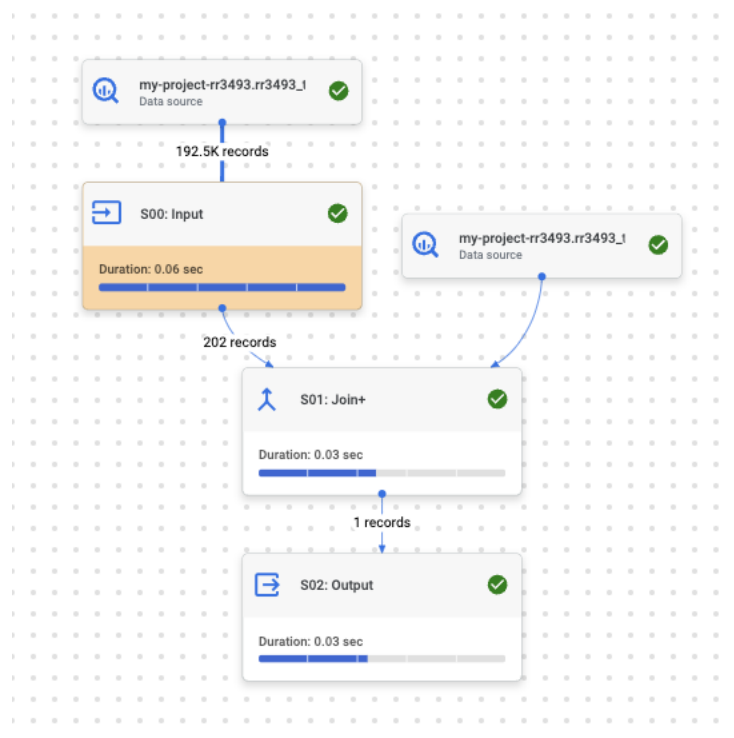 my-project-rr3493.rr3493_t
Data source
192.5K records
S00: Input
Duration: 0.06 sec
my-project-rr3493.rr3493_t
Data source
202 records
S01: Join+
Duration: 0.03 sec
1 records
S02: Output
Duration: 0.03 sec